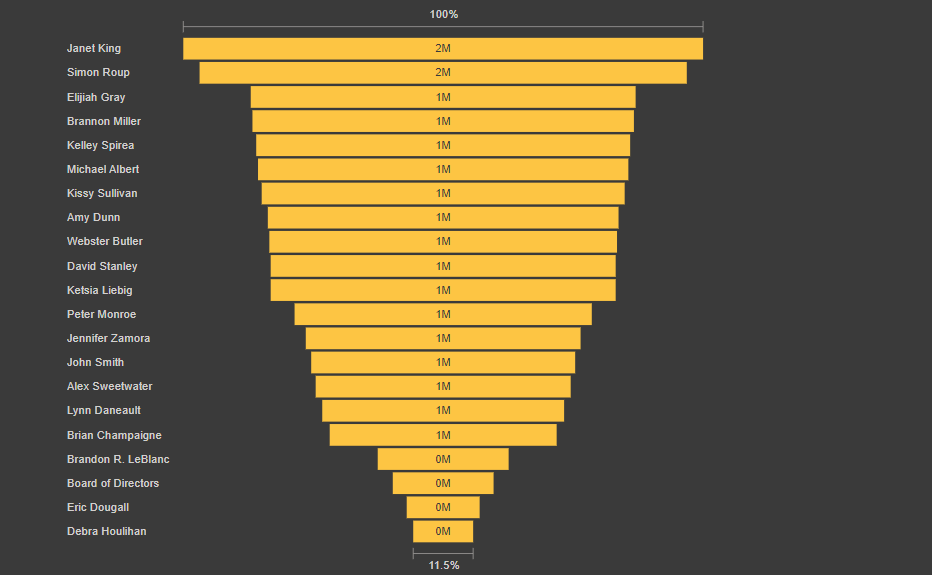 100%
Janet King 2M
Simon Roup 2M
Elijiah Gray 1M
Brannon Miller 1M
Kelley Spirea 1M
Michael Albert 1M
Kissy Sullivan 1M
Amy Dunn 1M
Webster Butler 1M
David Stanley 1M
Ketsia Liebig 1M
Peter Monroe 1M
Jennifer Zamora 1M
John Smith 1M
Alex Sweetwater 1M
Lynn Daneault 1M
Brian Champaigne 1M
Brandon R. LeBlanc 0M
Board of Directors 0M
Eric Dougall 0M
Debra Houlihan 0M
11.5%